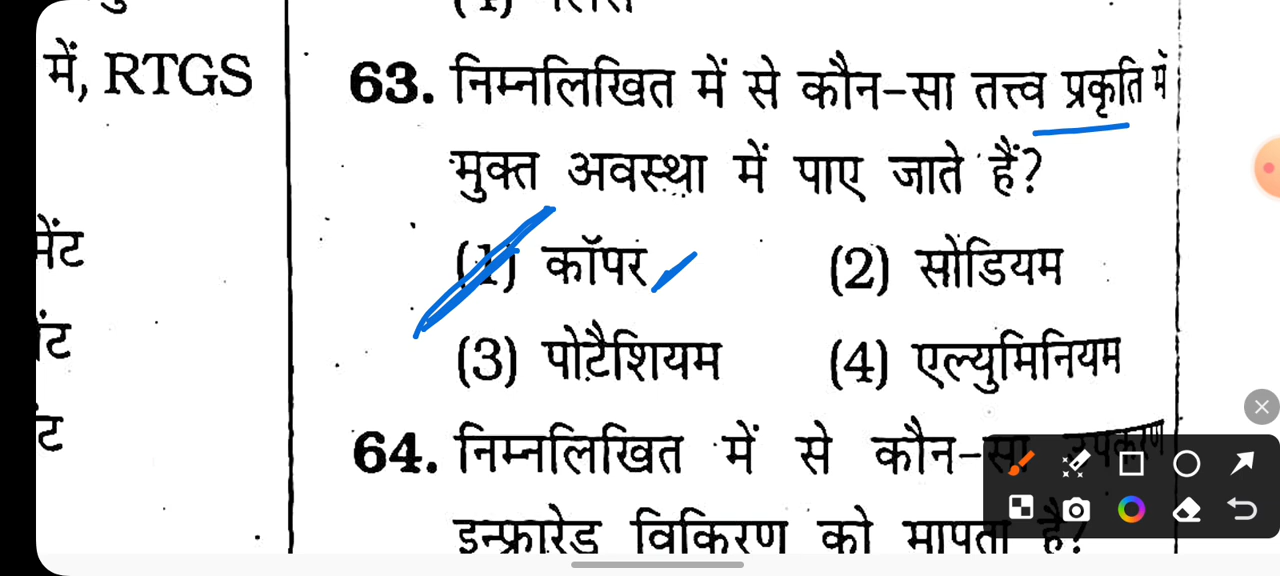 में, RTGS
मेंट
ंट
ट
63. निम्नलिखित में से कौन-सा तत्त्व प्रकृति में
मुक्त अवस्था में पाए जाते हैं?
(1) कॉपर (2) सोडियम
(3) पोटैशियम (4) एल्युमिनियम
64. निम्नलिखित में से कौन-सा उपकरण
इन्फ्रारेड विकिरण को मापता है?